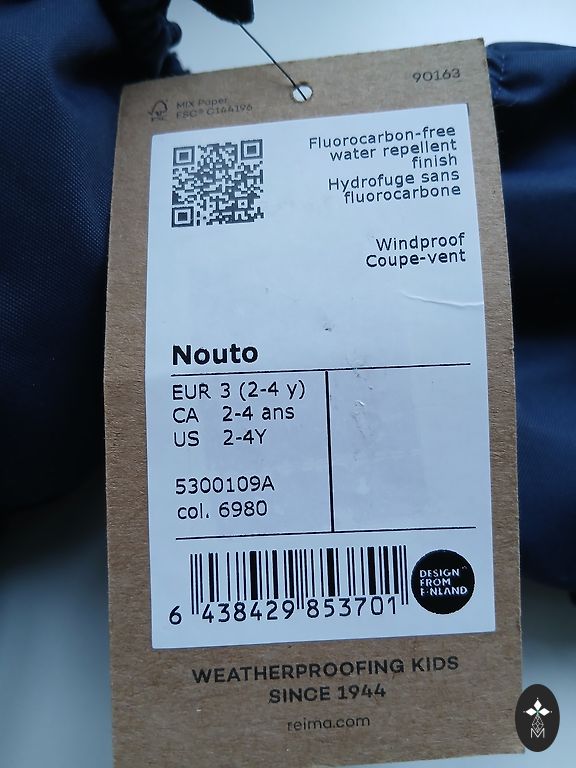 90163
MIX Paper
FSC® C144196
FSC
Fluorocarbon-free
water repellent
finish
Hydrofuge sans
fluorocarbone
Windproof
Coupe-vent
Nouto
EUR 3 (2-4 y)
CA 2-4 ans
US 2-4Y
5300109A
col. 6980
6 438429 853701
DESIGN
FROM
FINLAND
WEATHERPROOFING KIDS
SINCE 1944
reima.com
M